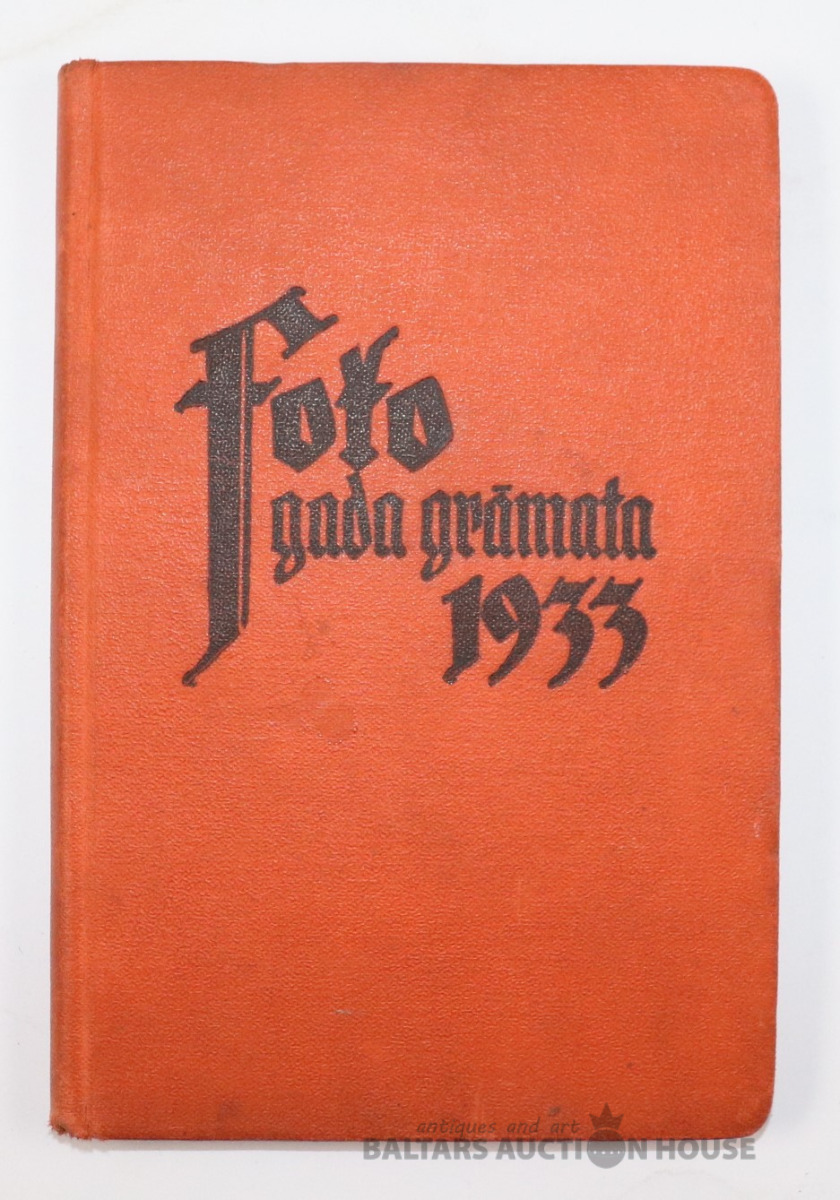 Foto
gada grāmata
1933
antiques and art
BALTARS AUCTION HOUSE